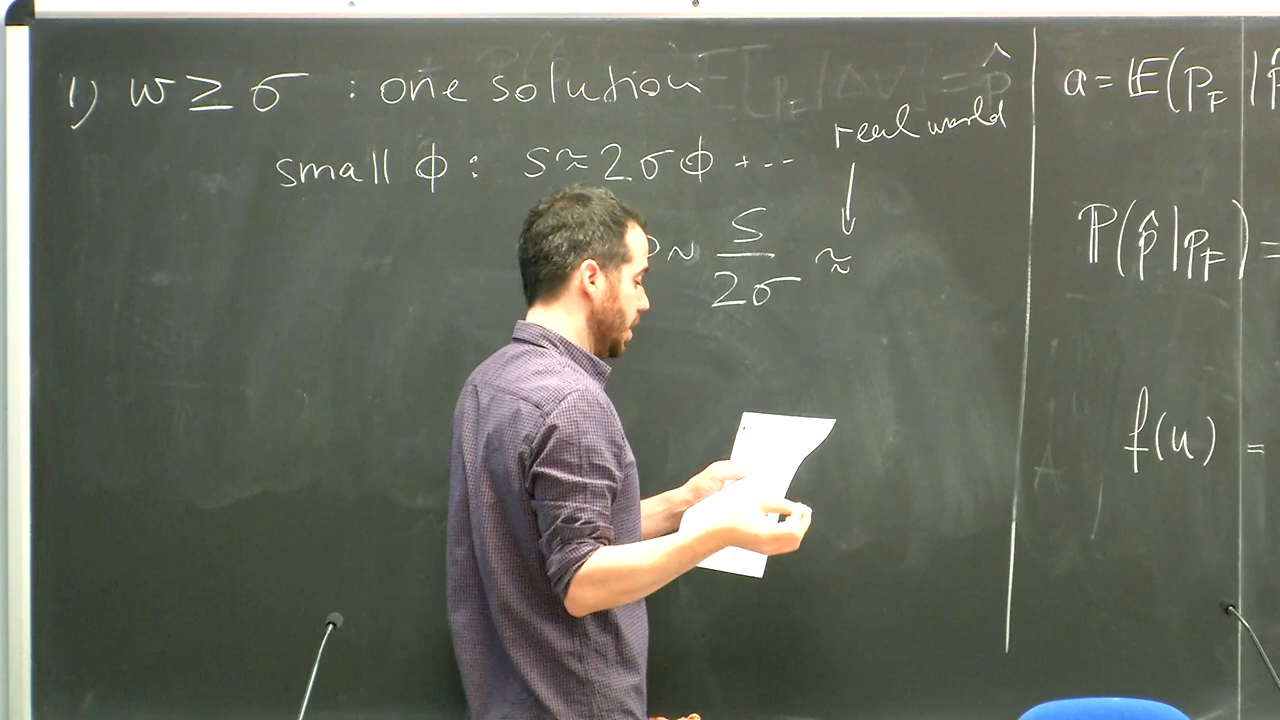 1) w ≥ σ : one solution
real world
small ϕ : s ≈ 2σϕ + ...
~ s/2σ ≈
a = 𝔼(p_F | p̂
ℙ(p̂ | p_F) =
f(u) =